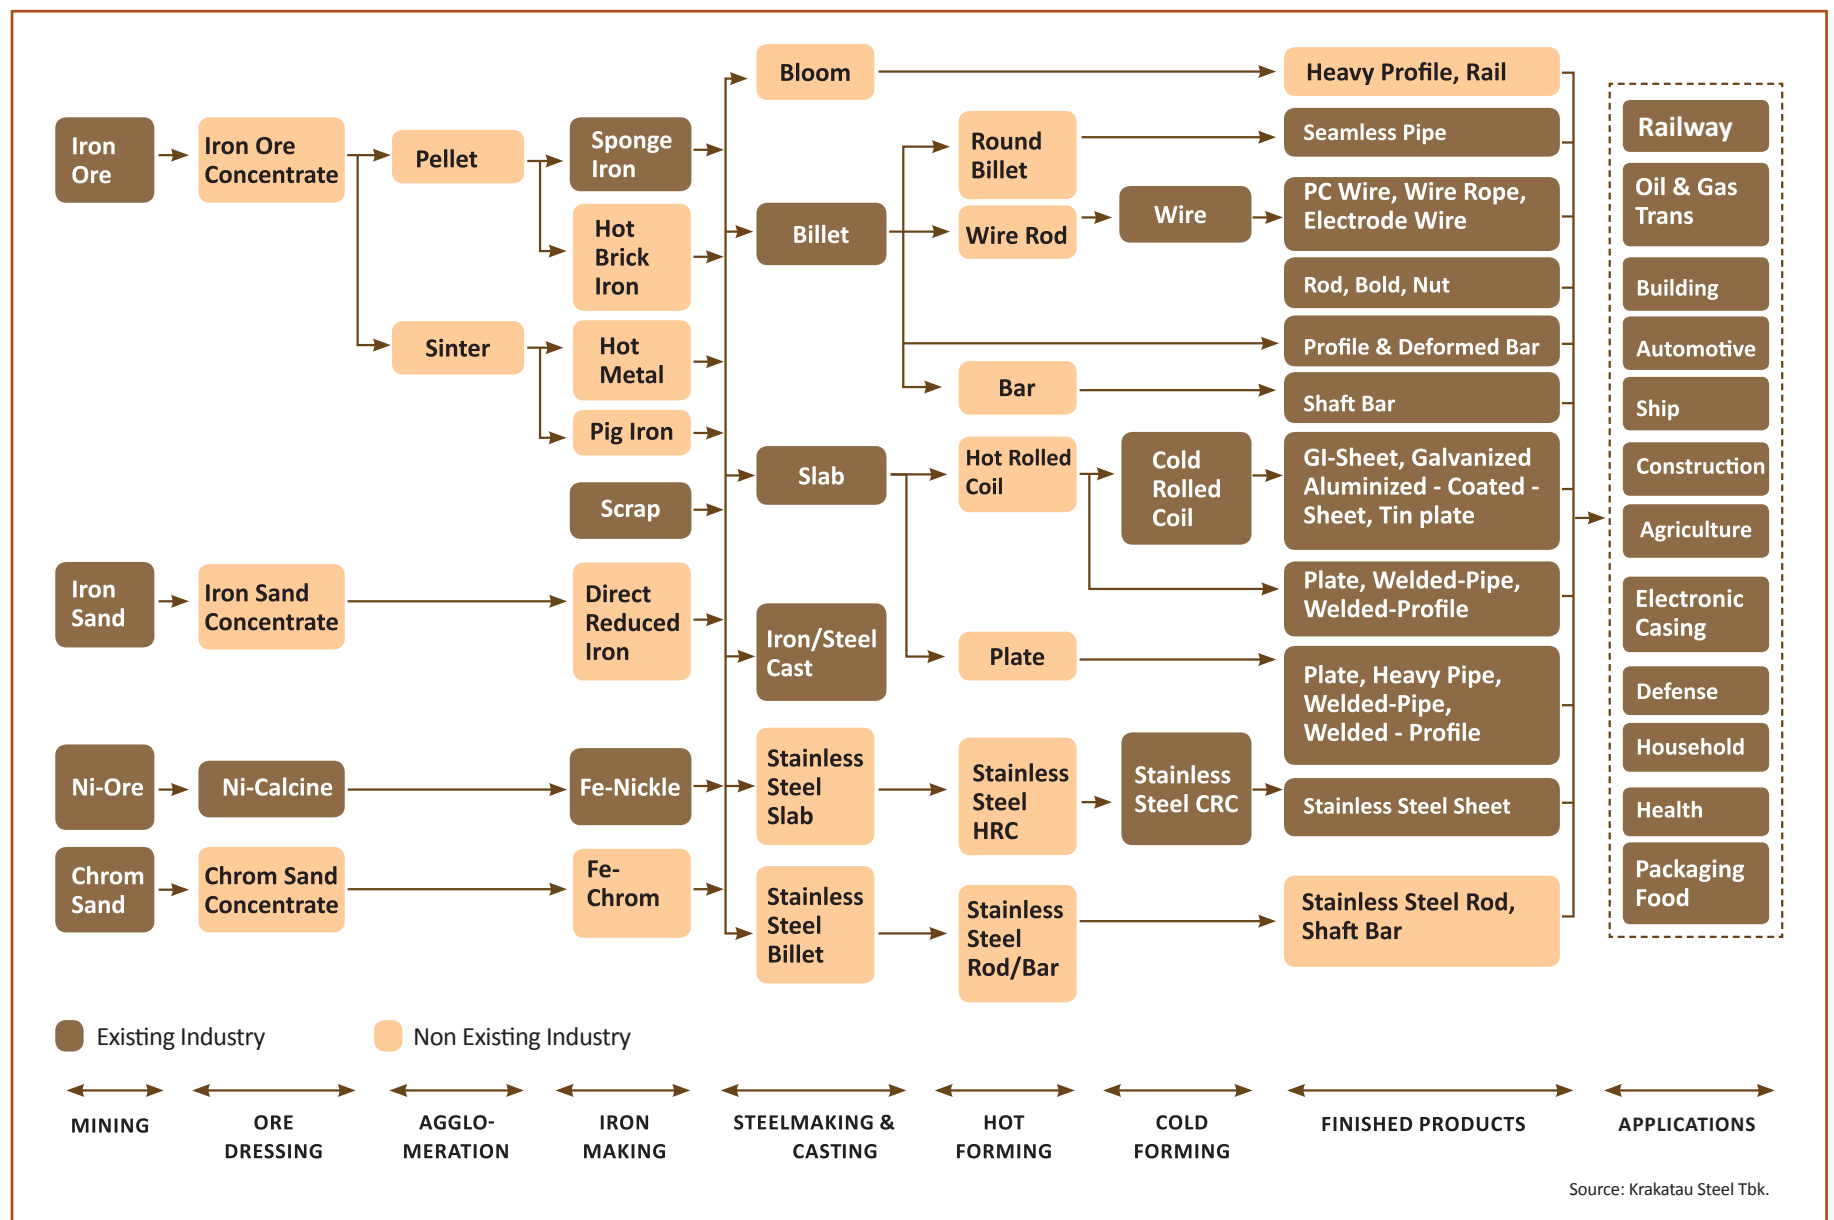 Iron
Ore
Iron Ore
Concentrate
Pellet
Sinter
Sponge
Iron
Hot
Brick
Iron
Hot
Metal
Pig Iron
Scrap
Iron
Sand
Iron Sand
Concentrate
Direct
Reduced
Iron
Ni-Ore
Ni-Calcine
Fe-Nickle
Chrom
Sand
Chrom Sand
Concentrate
Fe-
Chrom
Bloom
Billet
Slab
Iron/Steel
Cast
Stainless
Steel
Slab
Stainless
Steel
Billet
Round
Billet
Wire Rod
Bar
Hot Rolled
Coil
Plate
Stainless
Steel
HRC
Stainless
Steel
Rod/Bar
Wire
Cold
Rolled
Coil
Stainless
Steel CRC
Heavy Profile, Rail
Seamless Pipe
PC Wire, Wire Rope,
Electrode Wire
Rod, Bold, Nut
Profile & Deformed Bar
Shaft Bar
GI-Sheet, Galvanized
Aluminized - Coated -
Sheet, Tin plate
Plate, Welded-Pipe,
Welded-Profile
Plate, Heavy Pipe,
Welded-Pipe,
Welded - Profile
Stainless Steel Sheet
Stainless Steel Rod,
Shaft Bar
Railway
Oil & Gas
Trans
Building
Automotive
Ship
Construction
Agriculture
Electronic
Casing
Defense
Household
Health
Packaging
Food
Existing Industry
Non Existing Industry
MINING
ORE
DRESSING
AGGLO-
MERATION
IRON
MAKING
STEELMAKING &
CASTING
HOT
FORMING
COLD
FORMING
FINISHED PRODUCTS
APPLICATIONS
Source: Krakatau Steel Tbk.